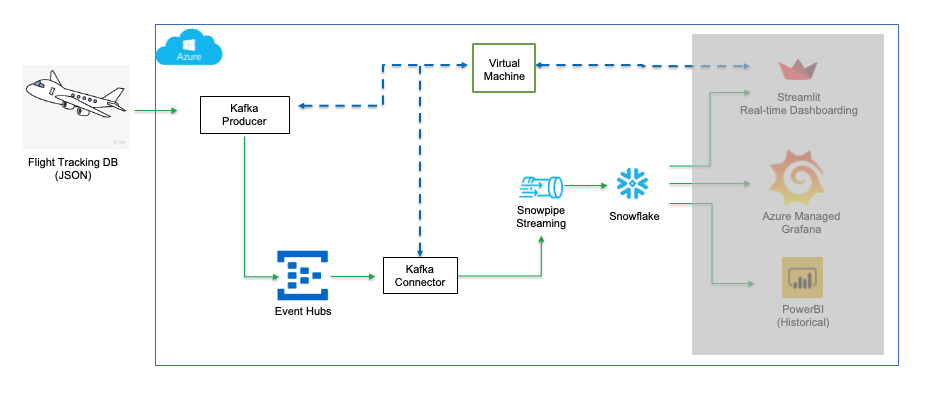 Azure
Virtual
Machine
Kafka
Producer
Streamlit
Real-time Dashboarding
Flight Tracking DB
(JSON)
Snowpipe
Streaming
Snowflake
Azure Managed
Grafana
Kafka
Connector
Event Hubs
PowerBI
(Historical)